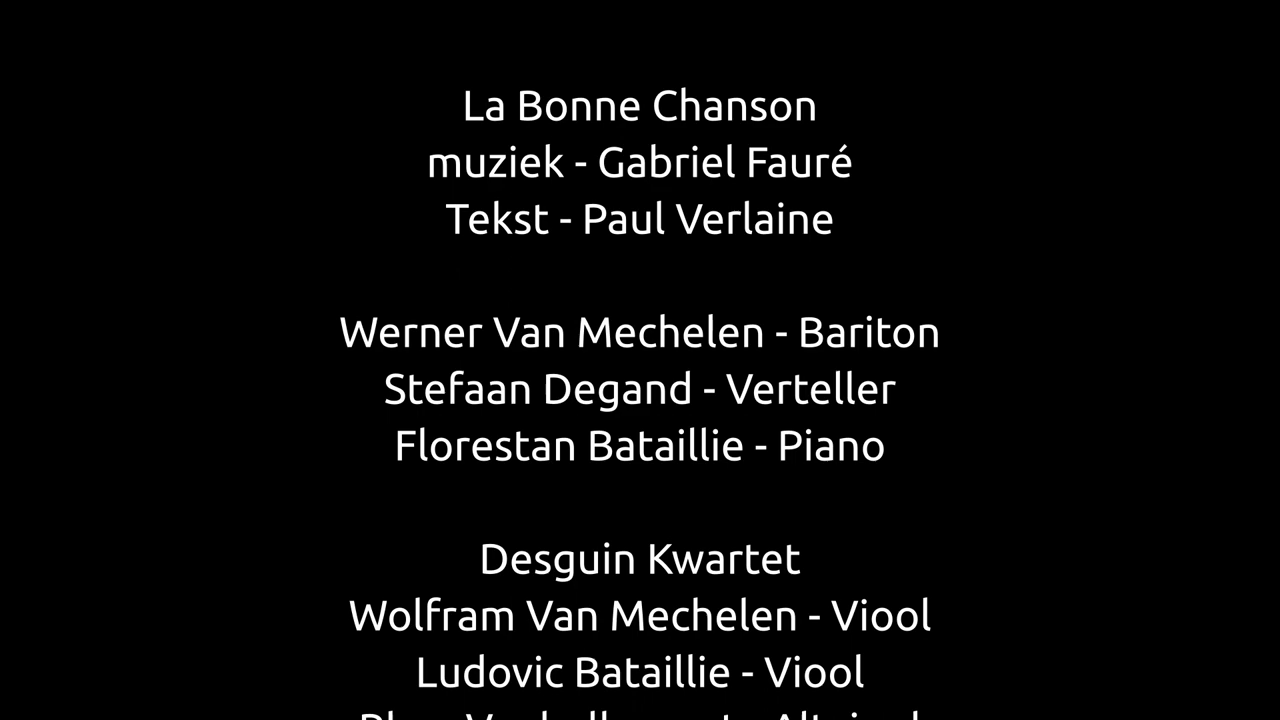 La Bonne Chanson
muziek - Gabriel Fauré
Tekst - Paul Verlaine
Werner Van Mechelen - Bariton
Stefaan Degand - Verteller
Florestan Bataillie - Piano
Desguin Kwartet
Wolfram Van Mechelen - Viool
Ludovic Bataillie - Viool